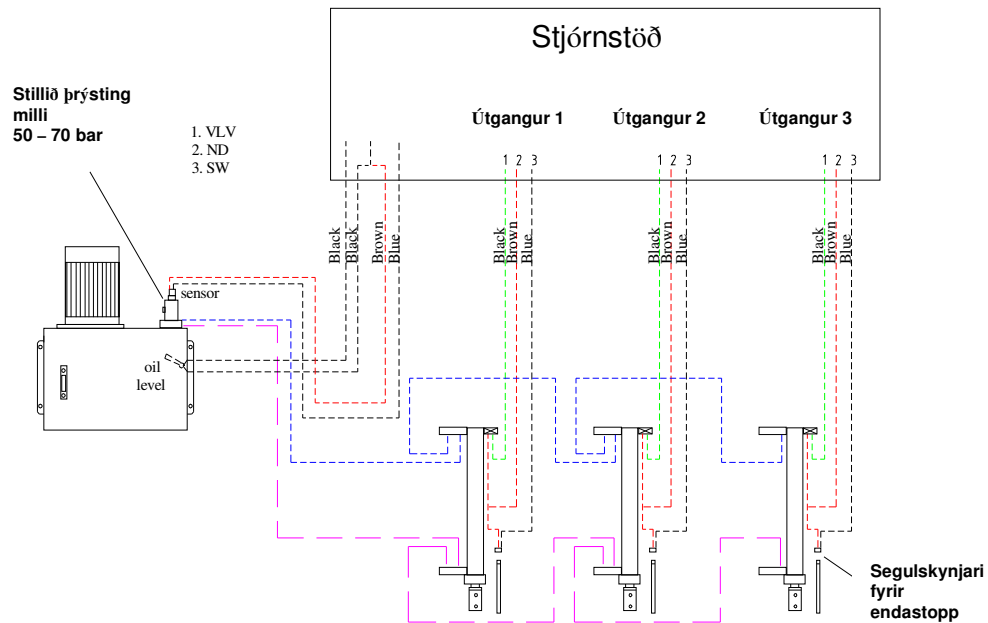 Stjórnstöð
Stillið þrýsting
milli
50 – 70 bar
1. VLV
2. ND
3. SW
Útgangur 1
Útgangur 2
Útgangur 3
1 2 3
1 2 3
1 2 3
Black
Black
Brown
Blue
Black
Brown
Blue
Black
Brown
Blue
Black
Brown
Blue
sensor
oil
level
Segulskynjari
fyrir
endastopp